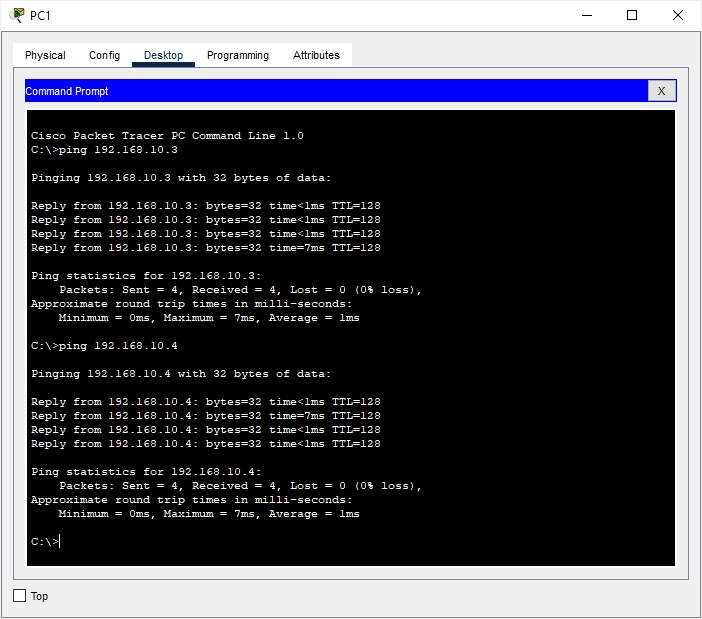 PC1
Physical Config Desktop Programming Attributes
Command Prompt X
Cisco Packet Tracer PC Command Line 1.0
C:\>ping 192.168.10.3
Pinging 192.168.10.3 with 32 bytes of data:
Reply from 192.168.10.3: bytes=32 time<1ms TTL=128
Reply from 192.168.10.3: bytes=32 time<1ms TTL=128
Reply from 192.168.10.3: bytes=32 time<1ms TTL=128
Reply from 192.168.10.3: bytes=32 time=7ms TTL=128
Ping statistics for 192.168.10.3:
    Packets: Sent = 4, Received = 4, Lost = 0 (0% loss),
Approximate round trip times in milli-seconds:
    Minimum = 0ms, Maximum = 7ms, Average = 1ms
C:\>ping 192.168.10.4
Pinging 192.168.10.4 with 32 bytes of data:
Reply from 192.168.10.4: bytes=32 time<1ms TTL=128
Reply from 192.168.10.4: bytes=32 time=7ms TTL=128
Reply from 192.168.10.4: bytes=32 time<1ms TTL=128
Reply from 192.168.10.4: bytes=32 time<1ms TTL=128
Ping statistics for 192.168.10.4:
    Packets: Sent = 4, Received = 4, Lost = 0 (0% loss),
Approximate round trip times in milli-seconds:
    Minimum = 0ms, Maximum = 7ms, Average = 1ms
C:\>
Top